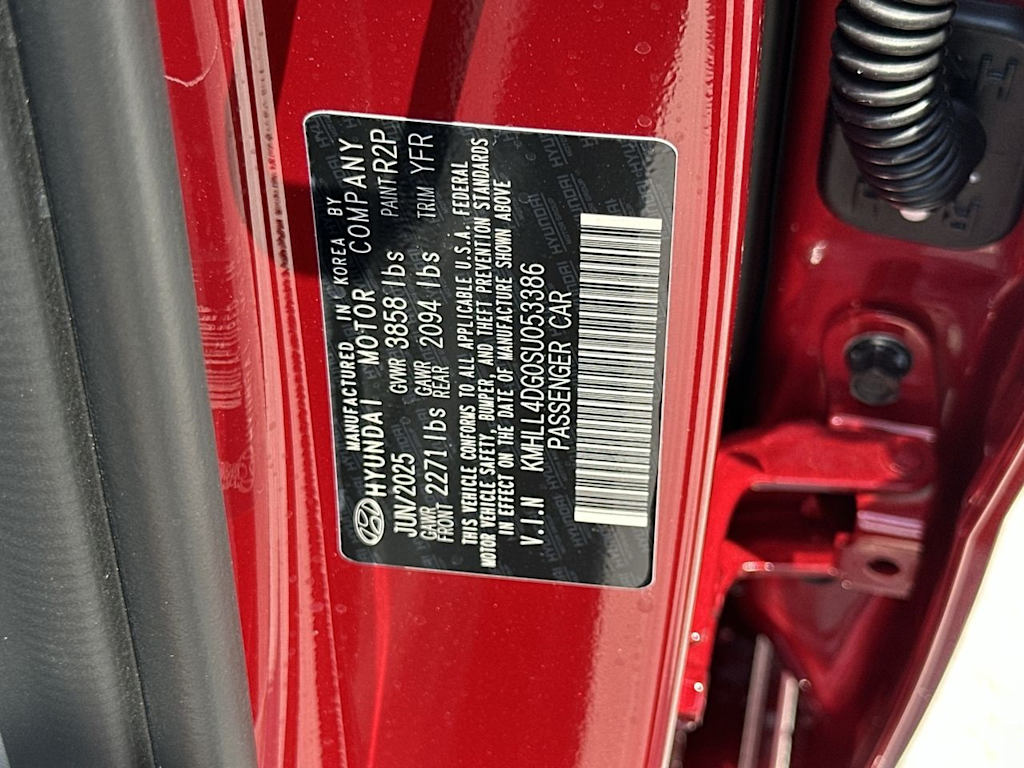 MANUFACTURED IN KOREA BY
HYUNDAI MOTOR COMPANY
JUN/2025 GVWR 3858 lbs PAINT R2P
GAWR FRONT 2271 lbs GAWR REAR 2094 lbs TRIM YFR
THIS VEHICLE CONFORMS TO ALL APPLICABLE U.S.A. FEDERAL
MOTOR VEHICLE SAFETY, BUMPER, AND THEFT PREVENTION STANDARDS
IN EFFECT ON THE DATE OF MANUFACTURE SHOWN ABOVE
V.I.N KMHLL4DG0SU053386
PASSENGER CAR